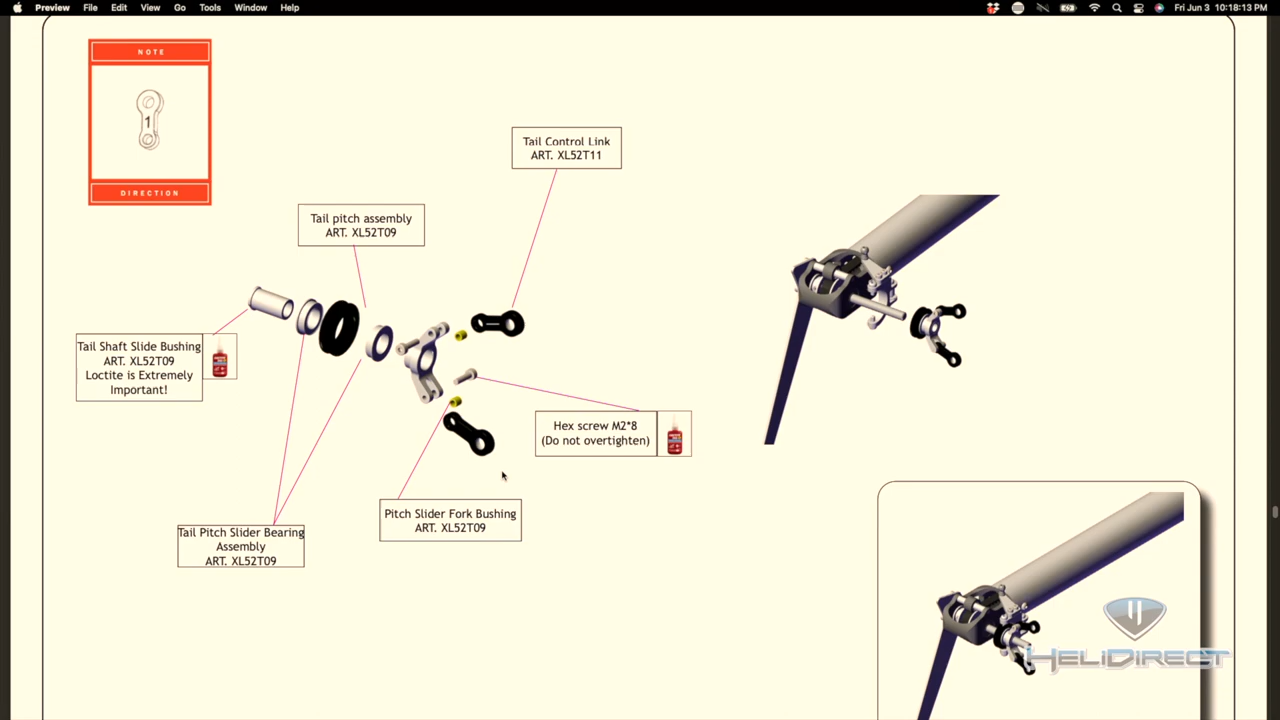 Preview File Edit View Go Tools Window Help Fri Jun 3 10:18:13 PM
NOTE
1
DIRECTION
Tail Control Link
ART. XL52T11
Tail pitch assembly
ART. XL52T09
Tail Shaft Slide Bushing
ART. XL52T09
Loctite is Extremely
Important!
Hex screw M2*8
(Do not overtighten)
Pitch Slider Fork Bushing
ART. XL52T09
Tail Pitch Slider Bearing
Assembly
ART. XL52T09
HELIDIRECT